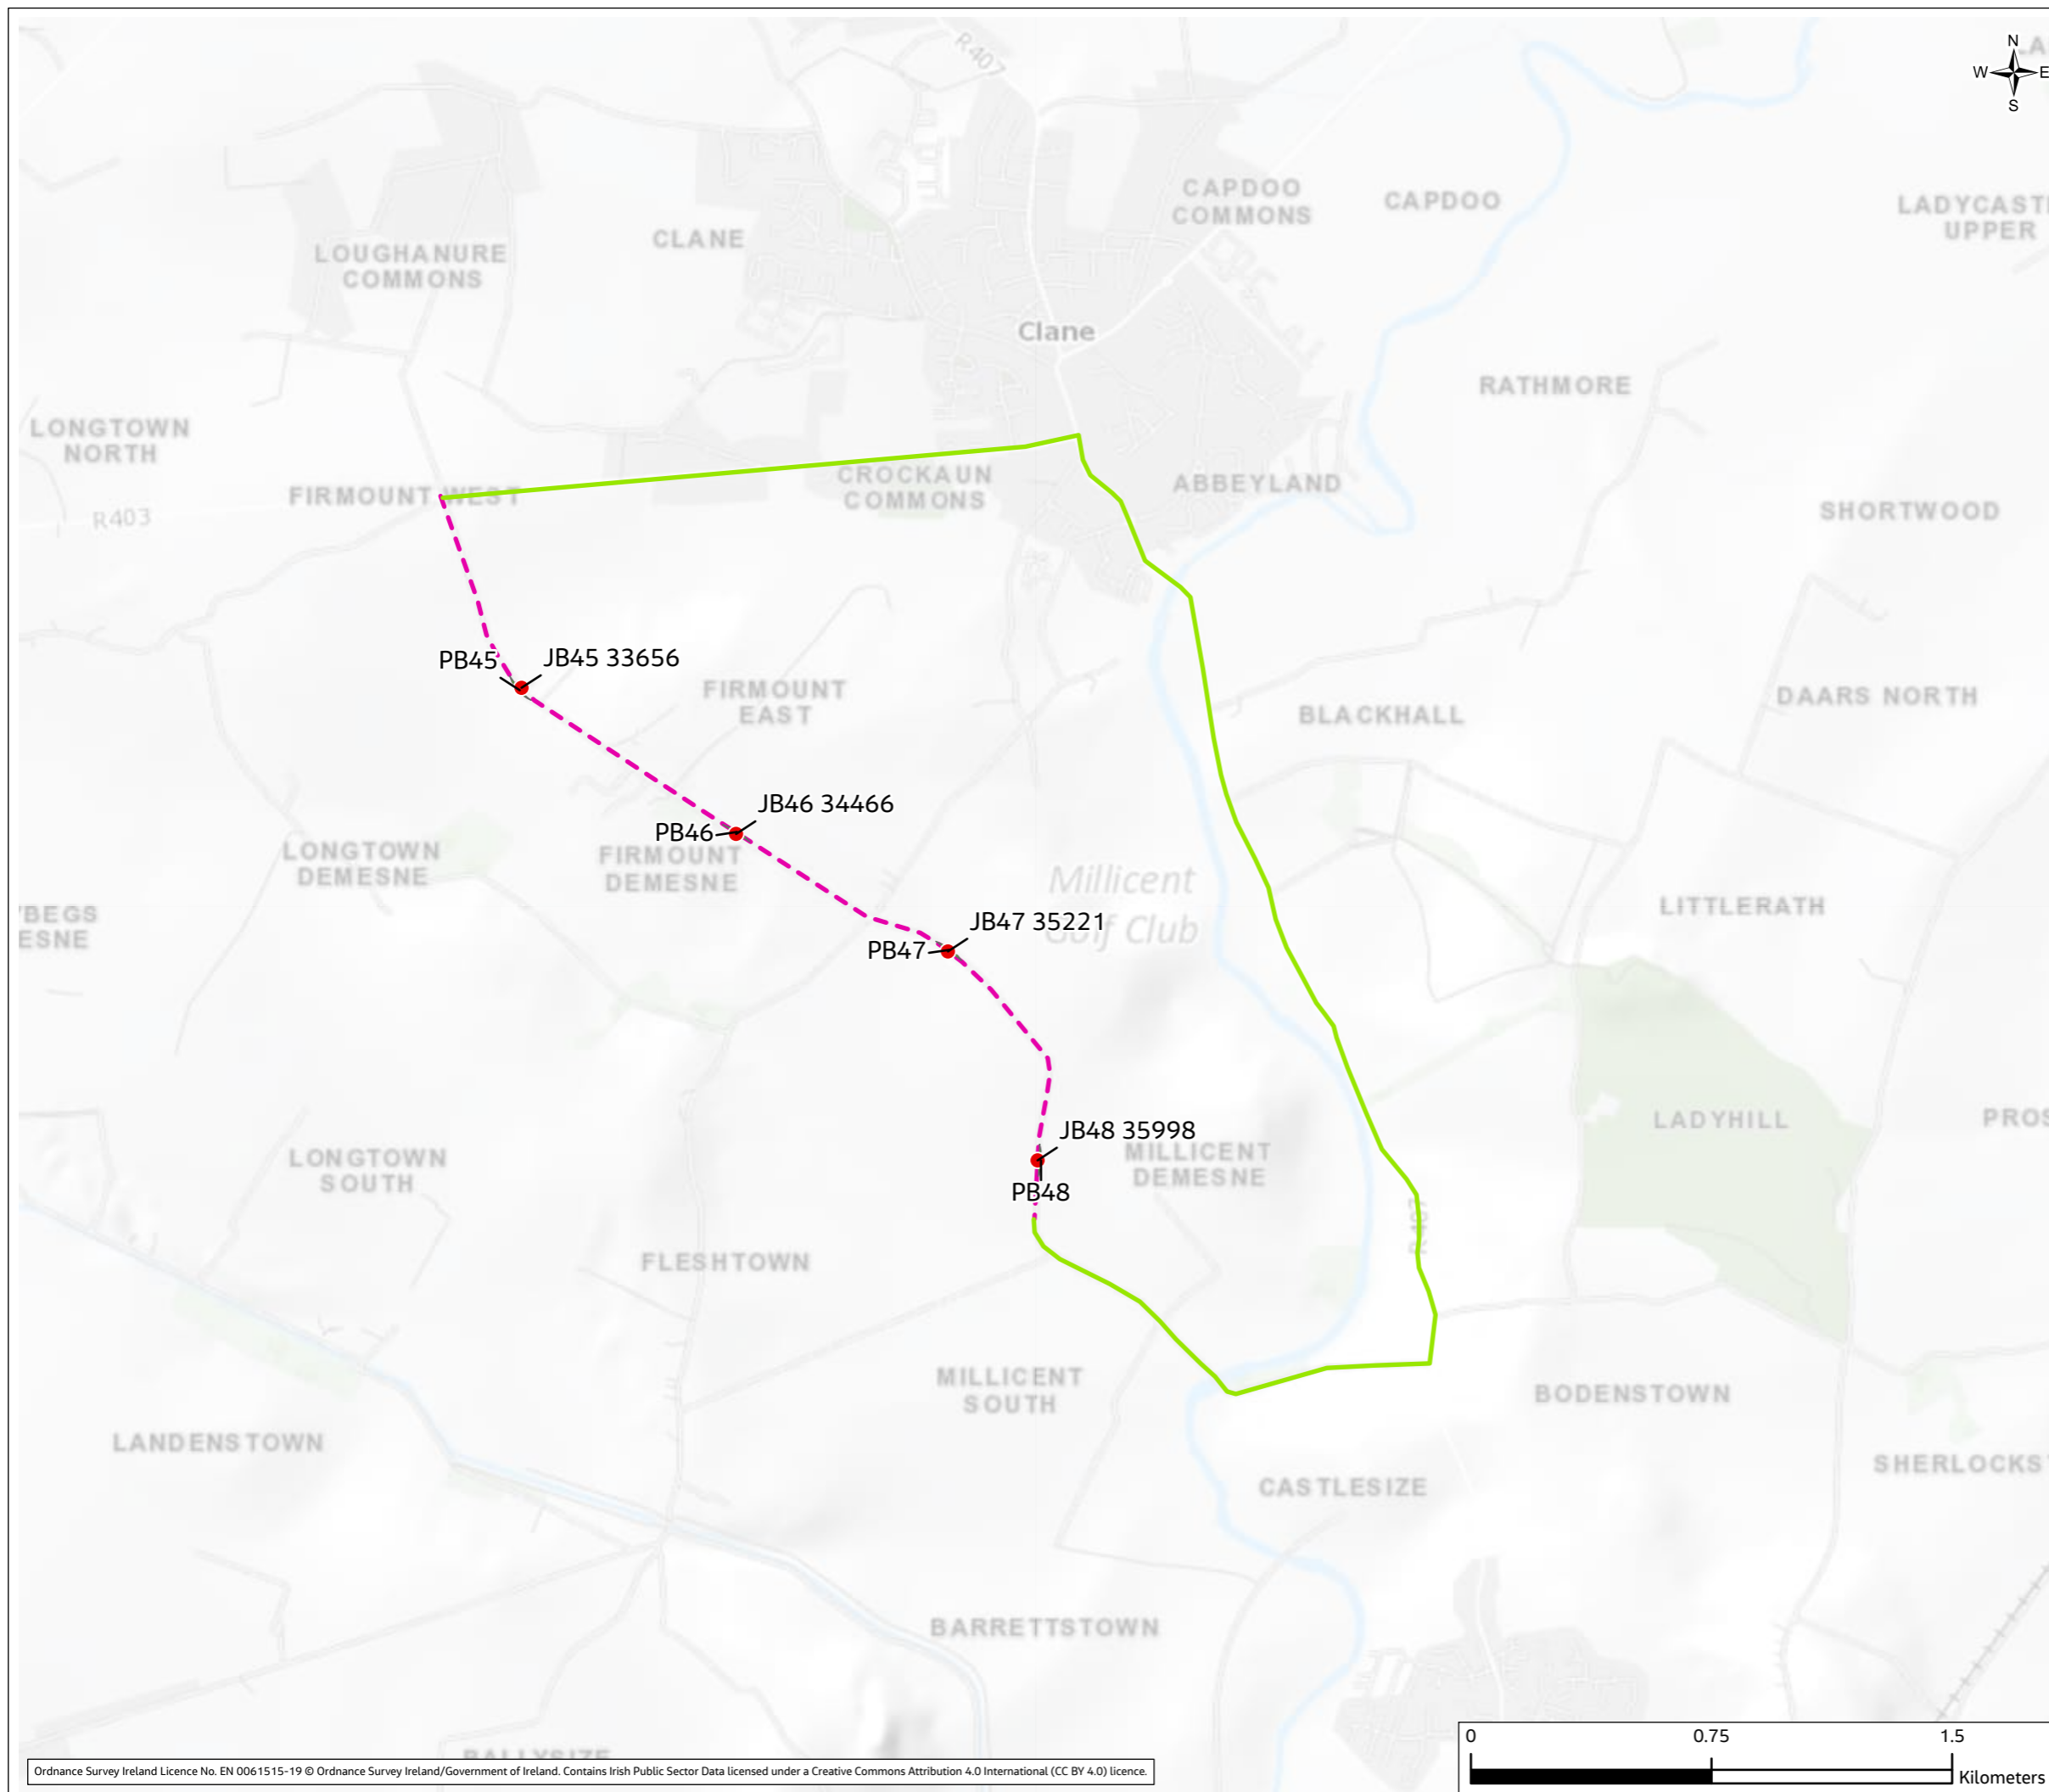 R407
N
W
E
S
CAPDOO
COMMONS
CAPDOO
UPPER
CLANE
LOUGHANURE
COMMONS
Clane
RATHMORE
LONGTOWN
NORTH
CROCKAUN
COMMONS
ABBEYLAND
FIRMOUNT WEST
R403
SHORTWOOD
PB45
JB45 33656
FIRMOUNT
EAST
DAARS NORTH
BLACKHALL
JB46 34466
PB46
LONGTOWN
DEMESNE
FIRMOUNT
DEMESNE
Millicent
Golf Club
LITTLERATH
JB47 35221
PB47
LADYHILL
JB48 35998
PB48
MILLICENT
DEMESNE
LONGTOWN
SOUTH
R407
FLESHTOWN
MILLICENT
SOUTH
BODENSTOWN
LANDENSTOWN
CASTLESIZE
BARRETTSTOWN
BALLYSIZE
0 0.75 1.5
Kilometers
Ordnance Survey Ireland Licence No. EN 0061515-19 © Ordnance Survey Ireland/Government of Ireland. Contains Irish Public Sector Data licensed under a Creative Commons Attribution 4.0 International (CC BY 4.0) licence.